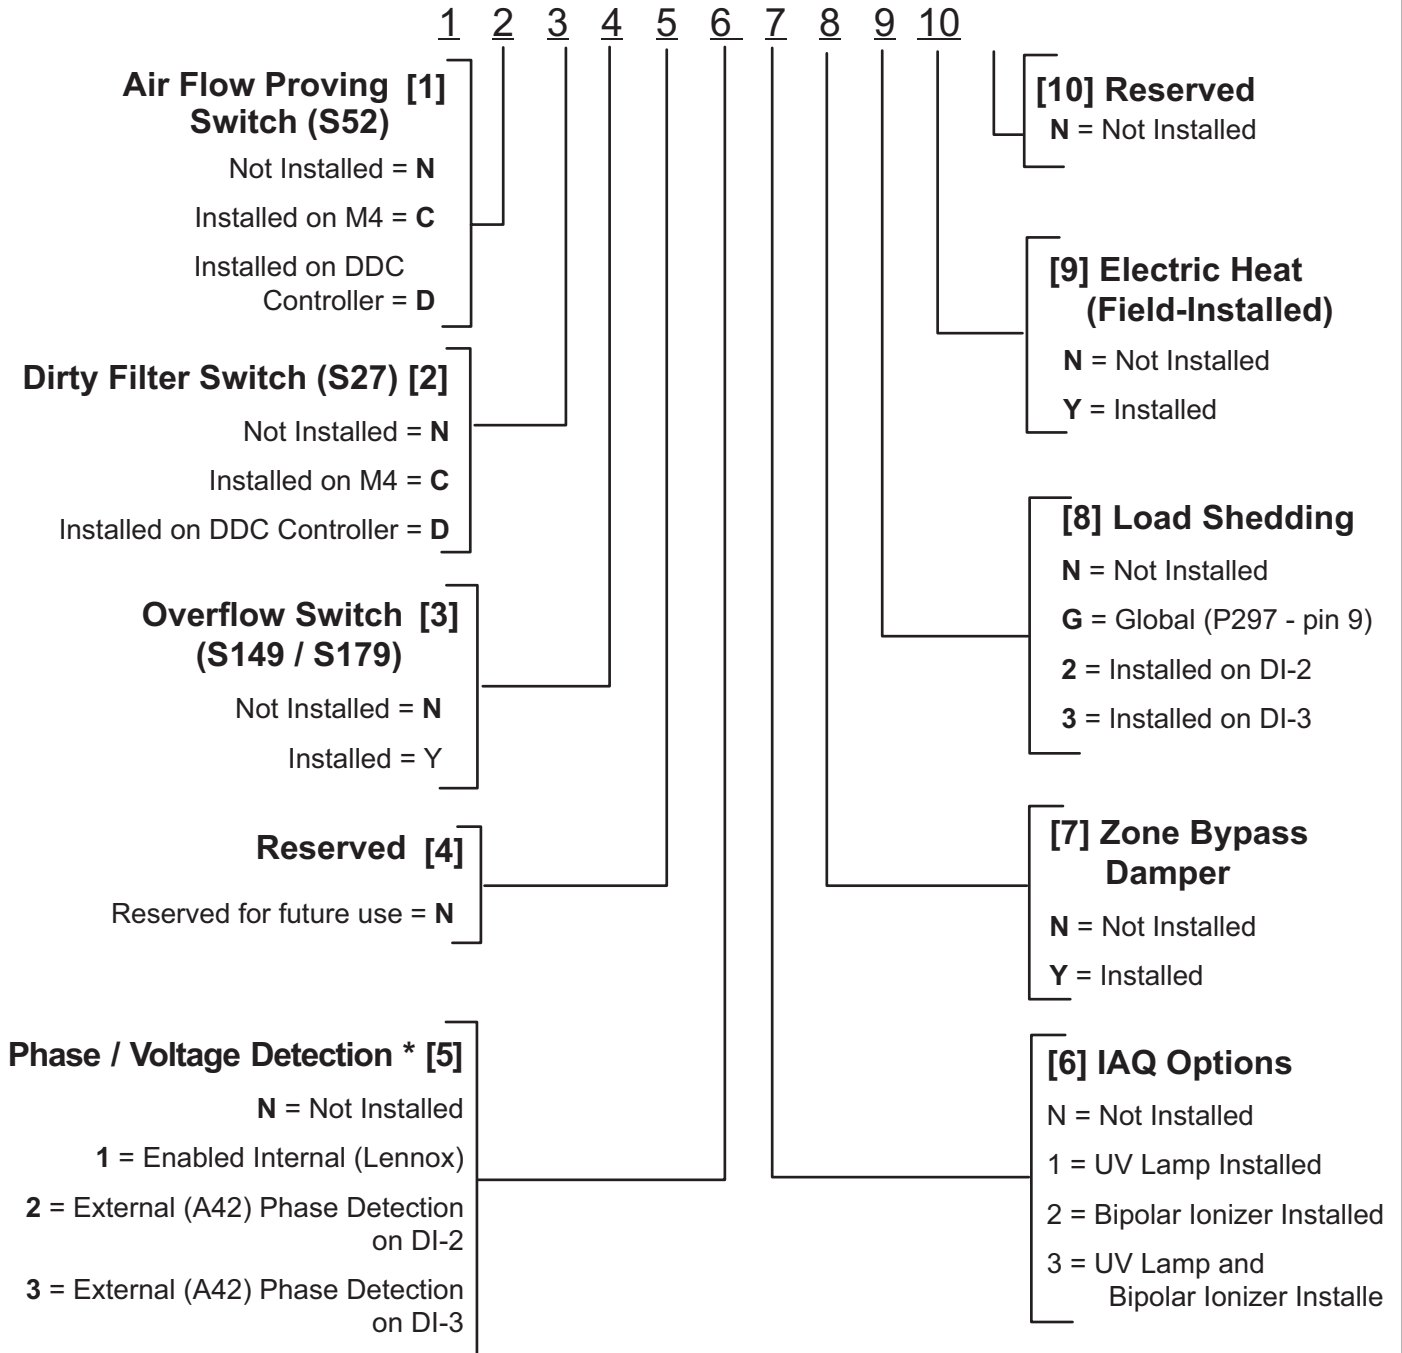 1 2 3 4 5 6 7 8 9 10
Air Flow Proving [1]
Switch (S52)
Not Installed = N
Installed on M4 = C
Installed on DDC
Controller = D
Dirty Filter Switch (S27) [2]
Not Installed = N
Installed on M4 = C
Installed on DDC Controller = D
Overflow Switch [3]
(S149 / S179)
Not Installed = N
Installed = Y
Reserved [4]
Reserved for future use = N
Phase / Voltage Detection * [5]
N = Not Installed
1 = Enabled Internal (Lennox)
2 = External (A42) Phase Detection
on DI-2
3 = External (A42) Phase Detection
on DI-3
[10] Reserved
N = Not Installed
[9] Electric Heat
(Field-Installed)
N = Not Installed
Y = Installed
[8] Load Shedding
N = Not Installed
G = Global (P297 - pin 9)
2 = Installed on DI-2
3 = Installed on DI-3
[7] Zone Bypass
Damper
N = Not Installed
Y = Installed
[6] IAQ Options
N = Not Installed
1 = UV Lamp Installed
2 = Bipolar Ionizer Installed
3 = UV Lamp and
Bipolar Ionizer Installe